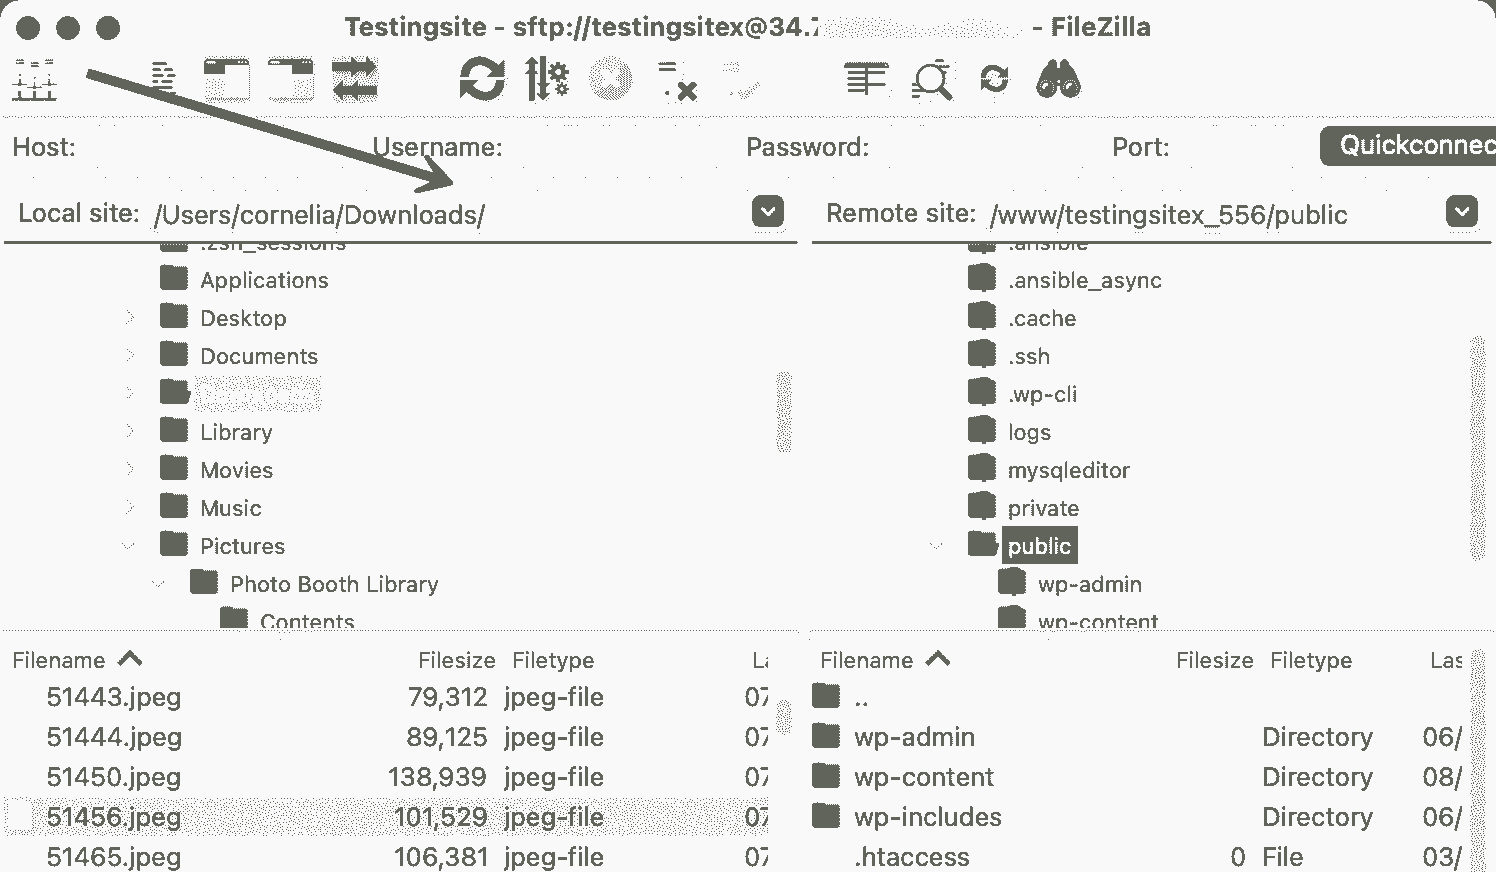 Testingsite - sftp://testingsitex@34. - FileZilla
Host: Username: Password: Port: Quickconnec
Local site: /Users/cornelia/Downloads/
Remote site: /www/testingsitex_556/public
.zsh_sessions
Applications
Desktop
Documents
Library
Movies
Music
Pictures
Photo Booth Library
Contents
.ansible
.ansible_async
.cache
.ssh
.wp-cli
logs
mysqleditor
private
public
wp-admin
wp-content
Filename Filesize Filetype La
51443.jpeg 79,312 jpeg-file 07
51444.jpeg 89,125 jpeg-file 07
51450.jpeg 138,939 jpeg-file 07
51456.jpeg 101,529 jpeg-file 07
51465.jpeg 106,381 jpeg-file 07
Filename Filesize Filetype Las
..
wp-admin Directory 06/
wp-content Directory 08/
wp-includes Directory 06/
.htaccess 0 File 03/